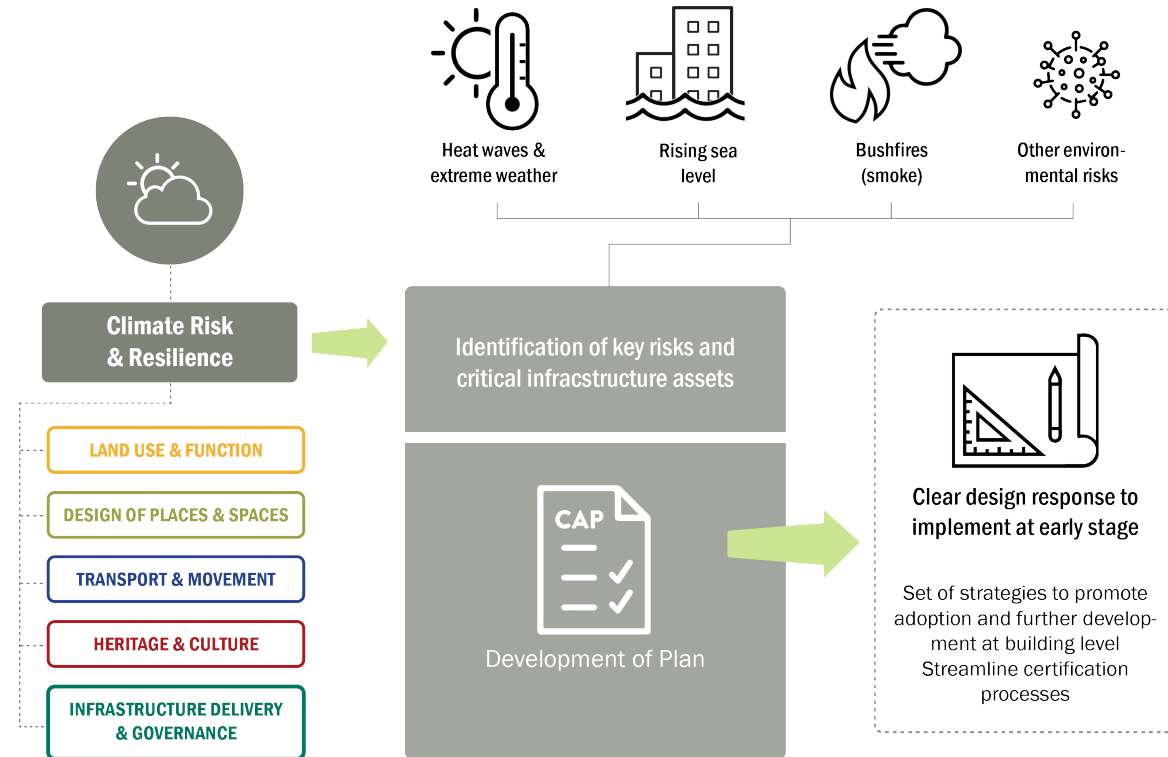 Heat waves &
extreme weather
Rising sea
level
Bushfires
(smoke)
Other environ-
mental risks
Climate Risk
& Resilience
LAND USE & FUNCTION
DESIGN OF PLACES & SPACES
TRANSPORT & MOVEMENT
HERITAGE & CULTURE
INFRASTRUCTURE DELIVERY
& GOVERNANCE
Identification of key risks and
critical infracstructure assets
CAP
Development of Plan
Clear design response to
implement at early stage
Set of strategies to promote
adoption and further develop-
ment at building level
Streamline certification
processes